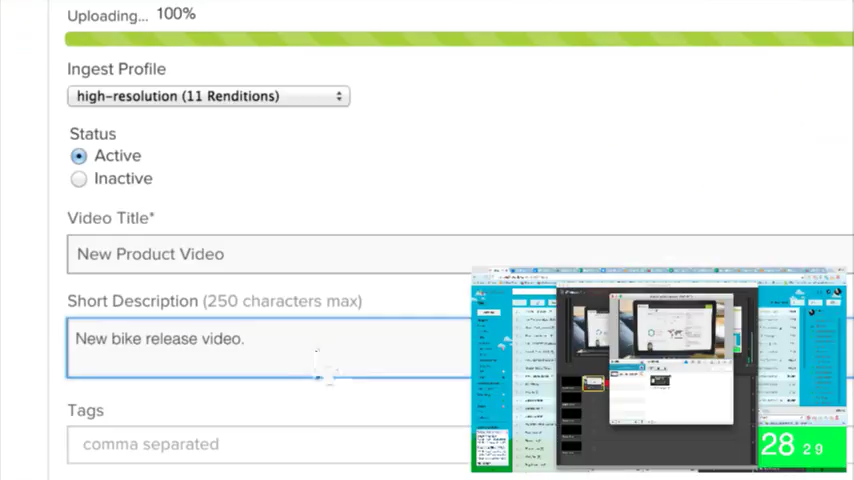 Uploading... 100%
Ingest Profile
high-resolution (11 Renditions)
Status
Active
Inactive
Video Title*
New Product Video
Short Description (250 characters max)
New bike release video.
Tags
comma separated
28 29